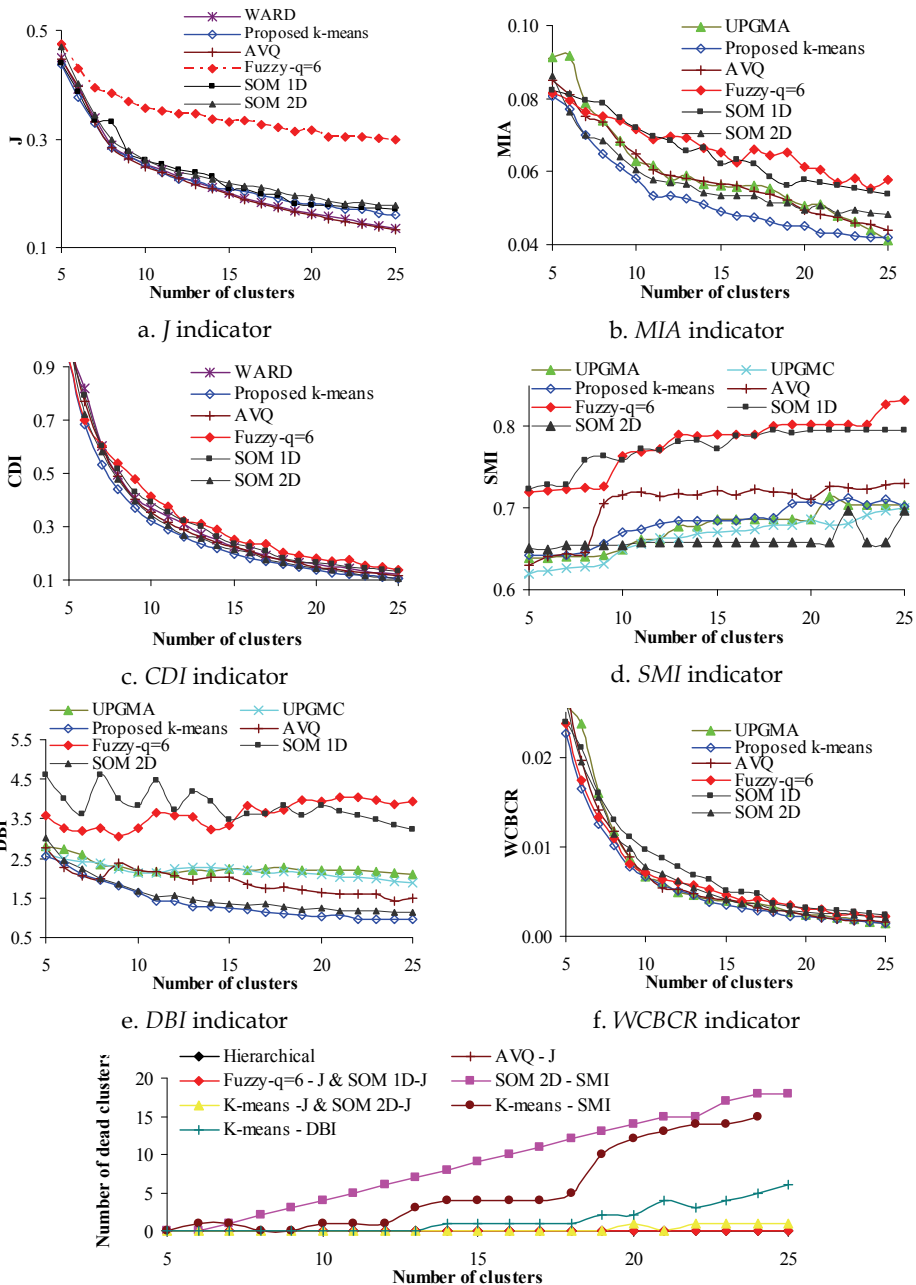 WARD
Proposed k-means
AVQ
Fuzzy-q=6
SOM 1D
SOM 2D
0.5
0.3
0.1
J
5 10 15 20 25
Number of clusters
a. J indicator
UPGMA
Proposed k-means
AVQ
Fuzzy-q=6
SOM 1D
SOM 2D
0.10
0.08
0.06
0.04
MIA
5 10 15 20 25
Number of clusters
b. MIA indicator
WARD
Proposed k-means
AVQ
Fuzzy-q=6
SOM 1D
SOM 2D
0.9
0.7
0.5
0.3
0.1
CDI
5 10 15 20 25
Number of clusters
c. CDI indicator
UPGMA UPGMC
Proposed k-means AVQ
Fuzzy-q=6 SOM 1D
SOM 2D
0.8
0.7
0.6
SMI
5 10 15 20 25
Number of clusters
d. SMI indicator
UPGMA UPGMC
Proposed k-means AVQ
Fuzzy-q=6 SOM 1D
SOM 2D
5.5
4.5
3.5
2.5
1.5
0.5
DBI
5 10 15 20 25
Number of clusters
e. DBI indicator
UPGMA
Proposed k-means
AVQ
Fuzzy-q=6
SOM 1D
SOM 2D
0.02
0.01
0.00
WCBCR
5 10 15 20 25
Number of clusters
f. WCBCR indicator
Hierarchical AVQ - J
Fuzzy-q=6 - J & SOM 1D-J SOM 2D - SMI
K-means -J & SOM 2D-J K-means - SMI
K-means - DBI
20
15
10
5
0
Number of dead clusters
5 10 15 20 25
Number of clusters